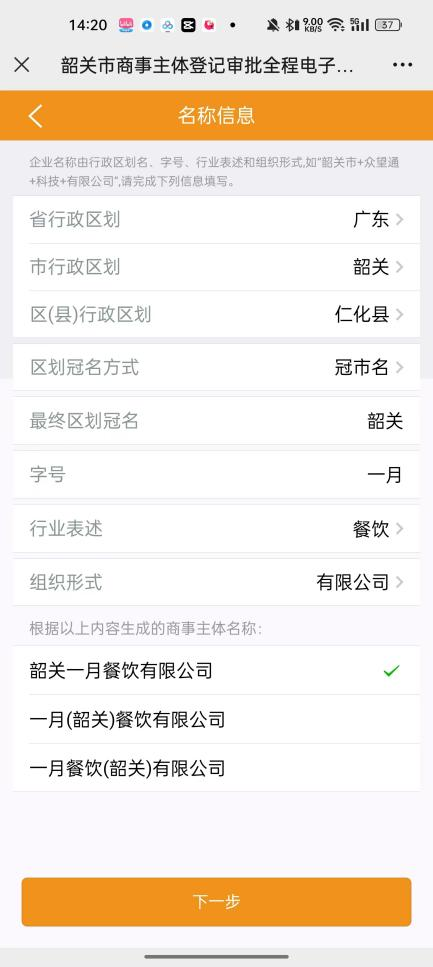 14:20
9.00 KB/S 5G 37
韶关市商事主体登记审批全程电子…
名称信息
企业名称由行政区划名、字号、行业表述和组织形式,如"韶关市+众望通
+科技+有限公司",请完成下列信息填写。
省行政区划 广东
市行政区划 韶关
区(县)行政区划 仁化县
区划冠名方式 冠市名
最终区划冠名 韶关
字号 一月
行业表述 餐饮
组织形式 有限公司
根据以上内容生成的商事主体名称:
韶关一月餐饮有限公司
一月(韶关)餐饮有限公司
一月餐饮(韶关)有限公司
下一步